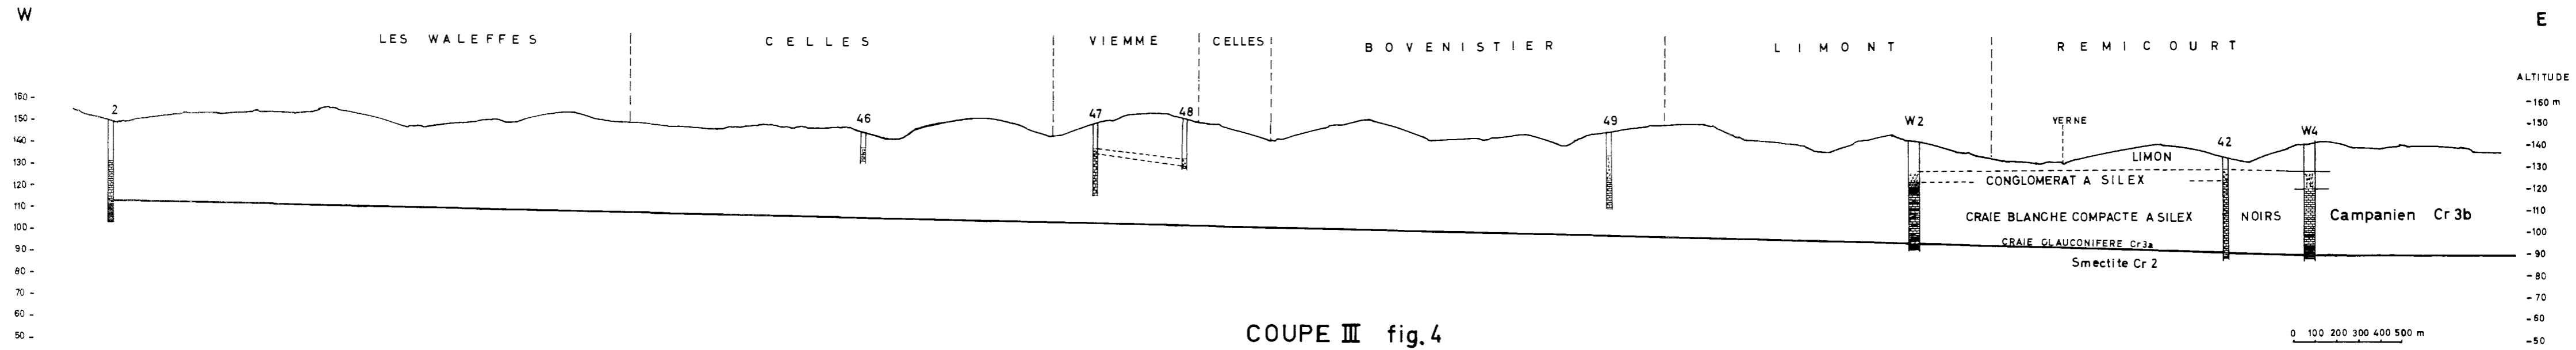 W
E
LES WALEFFES
CELLES
VIEMME
CELLES
BOVENISTIER
LIMONT
REMICOURT
ALTITUDE
160 -
150 -
140 -
130 -
120 -
110 -
100 -
90 -
80 -
70 -
60 -
50 -
2
46
47
48
49
W2
YERNE
42
W4
LIMON
CONGLOMERAT A SILEX
CRAIE BLANCHE COMPACTE A SILEX NOIRS
Campanien Cr 3b
CRAIE GLAUCONIFERE Cr3a
Smectite Cr 2
-160 m
-150
-140
-130
-120
-110
-100
-90
-80
-70
-60
-50
COUPE III fig. 4
0 100 200 300 400 500 m